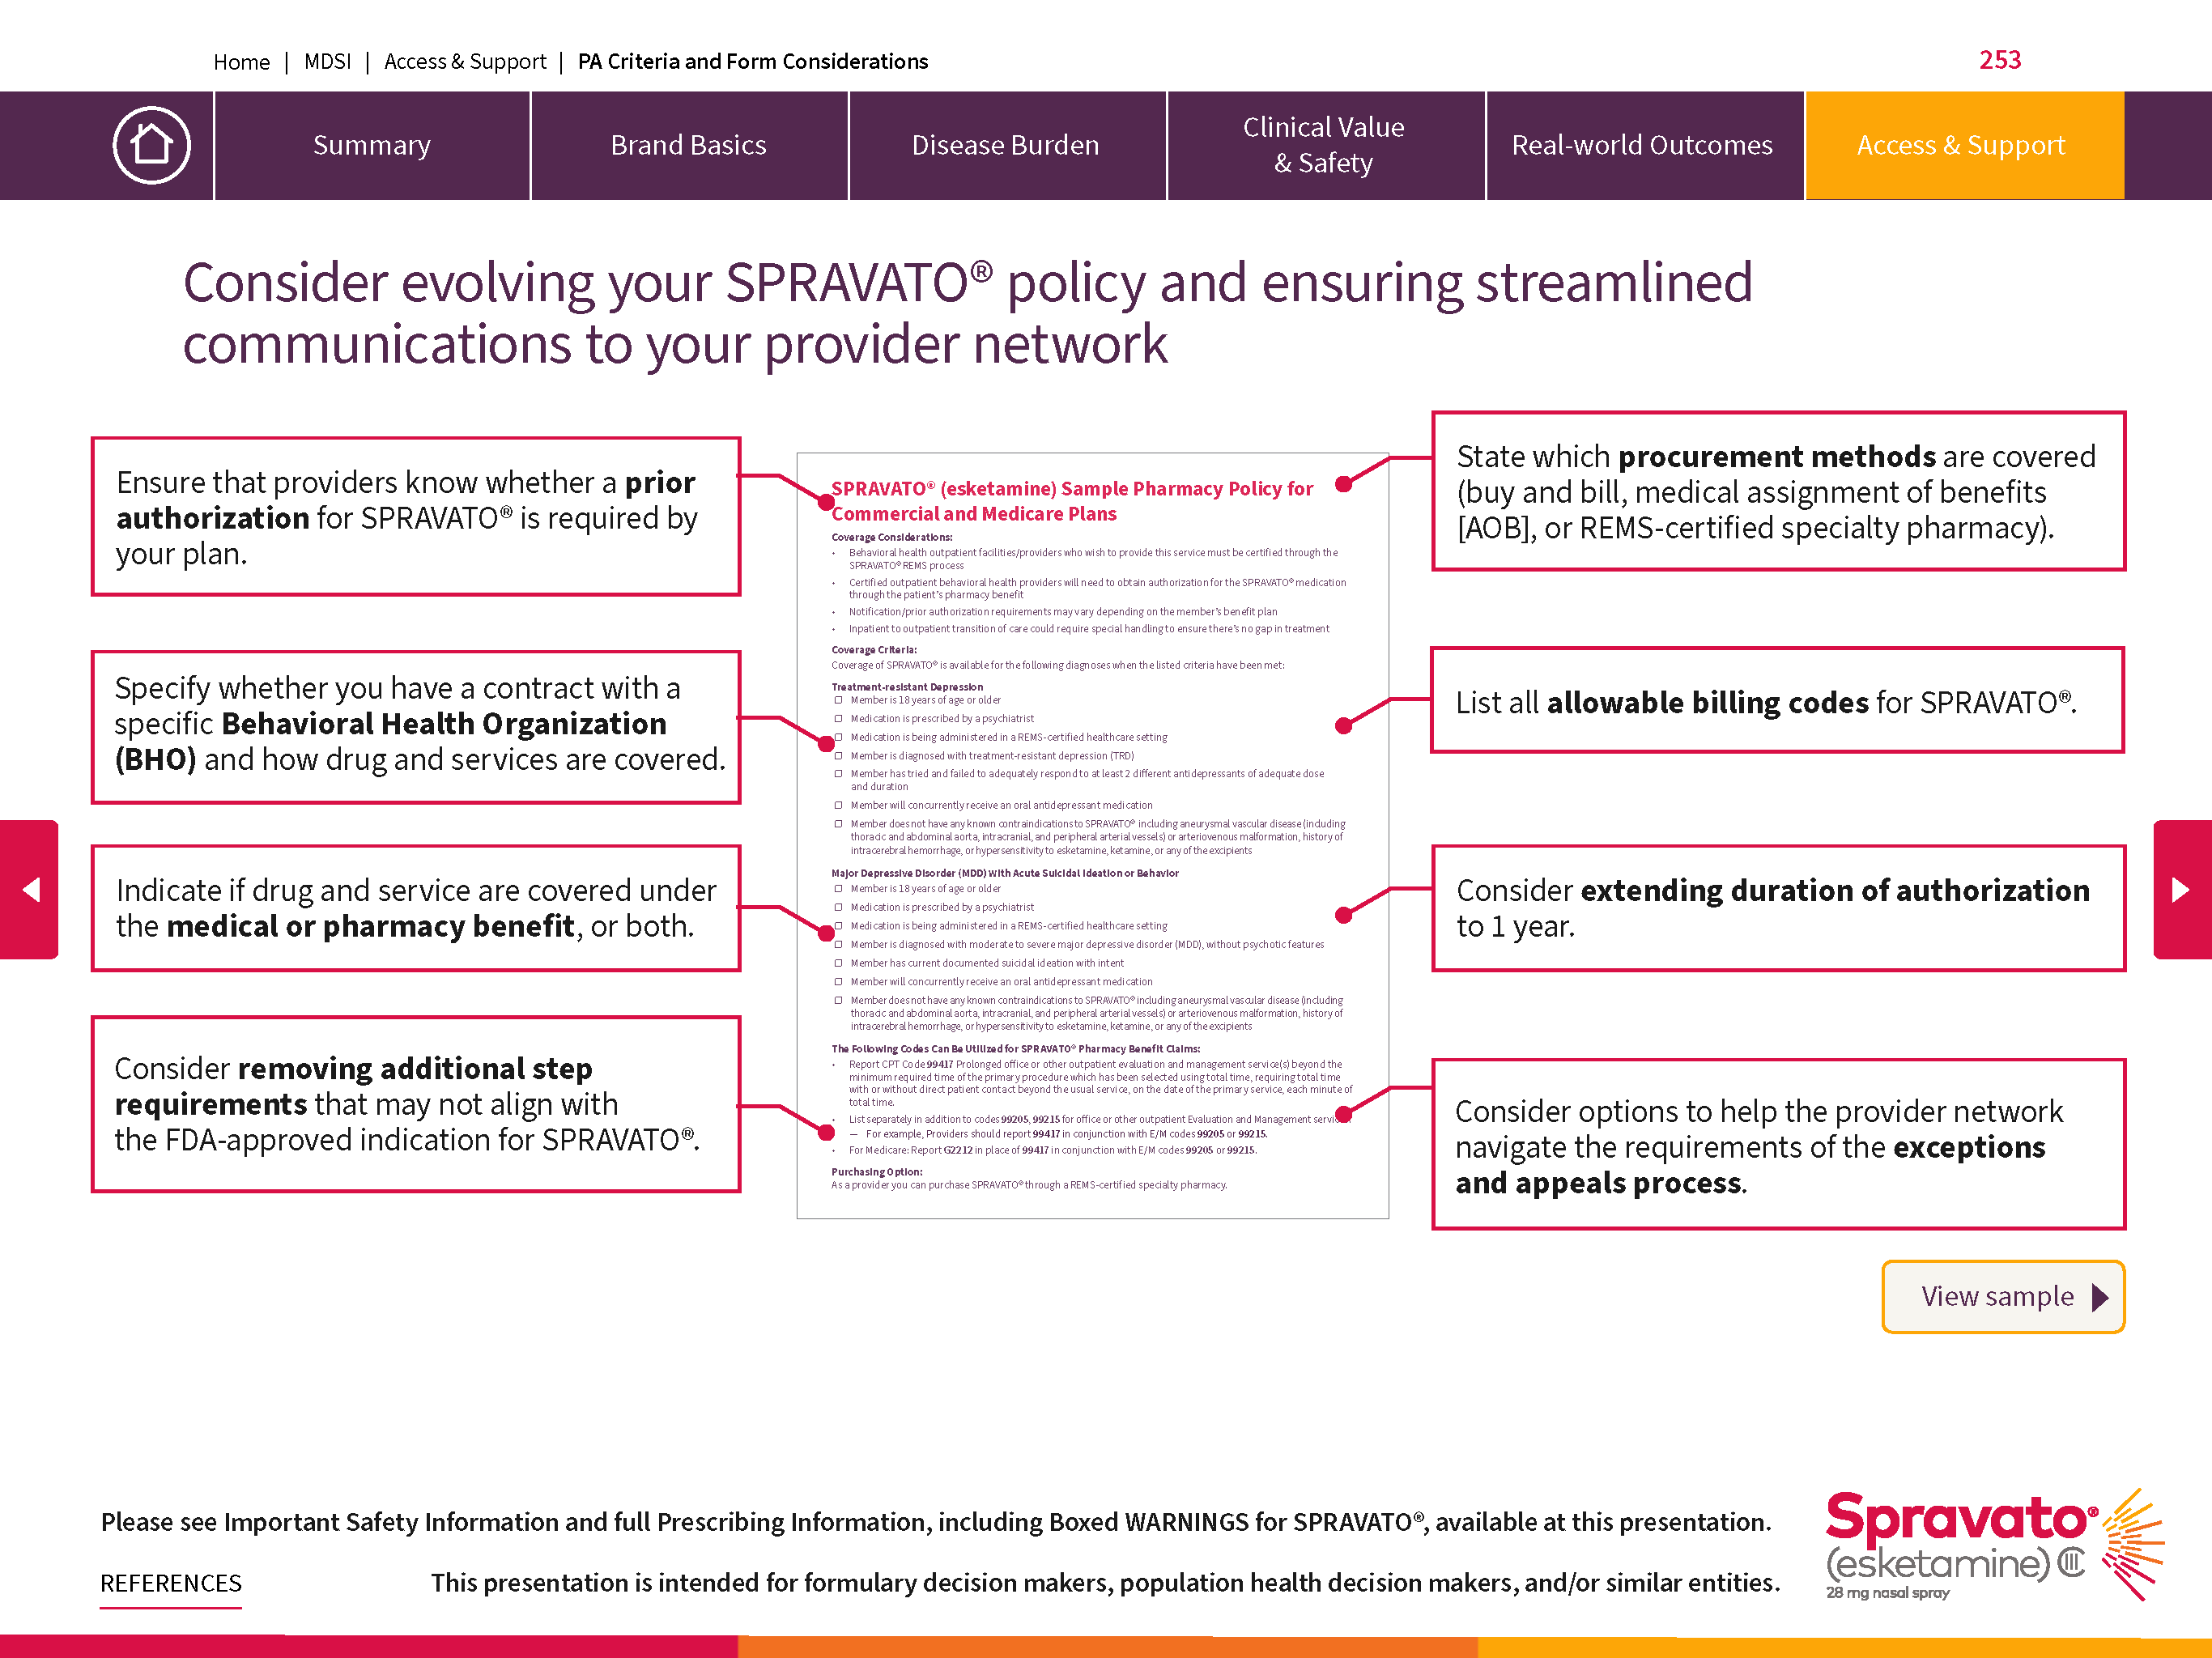 Home | MDSI | Access & Support | PA Criteria and Form Considerations
253
Summary
Brand Basics
Disease Burden
Clinical Value
& Safety
Real-world Outcomes
Access & Support
Consider evolving your SPRAVATO® policy and ensuring streamlined
communications to your provider network
Ensure that providers know whether a prior
authorization for SPRAVATO® is required by
your plan.
Specify whether you have a contract with a
specific Behavioral Health Organization
(BHO) and how drug and services are covered.
Indicate if drug and service are covered under
the medical or pharmacy benefit, or both.
Consider removing additional step
requirements that may not align with
the FDA-approved indication for SPRAVATO®.
SPRAVATO® (esketamine) Sample Pharmacy Policy for
Commercial and Medicare Plans
Coverage Considerations:
• Behavioral health outpatient facilities/providers who wish to provide this service must be certified through the
SPRAVATO® REMS process
• Certified outpatient behavioral health providers will need to obtain authorization for the SPRAVATO® medication
through the patient's pharmacy benefit
• Notification/prior authorization requirements may vary depending on the member's benefit plan
• Inpatient to outpatient transition of care could require special handling to ensure there's no gap in treatment
Coverage Criteria:
Coverage of SPRAVATO® is available for the following diagnoses when the listed criteria have been met:
Treatment-resistant Depression
☐ Member is 18 years of age or older
☐ Medication is prescribed by a psychiatrist
☐ Medication is being administered in a REMS-certified healthcare setting
☐ Member is diagnosed with treatment-resistant depression (TRD)
☐ Member has tried and failed to adequately respond to at least 2 different antidepressants of adequate dose
and duration
☐ Member will concurrently receive an oral antidepressant medication
☐ Member does not have any known contraindications to SPRAVATO® including aneurysmal vascular disease (including
thoracic and abdominal aorta, intracranial, and peripheral arterial vessels) or arteriovenous malformation, history of
intracerebral hemorrhage, or hypersensitivity to esketamine, ketamine, or any of the excipients
Major Depressive Disorder (MDD) With Acute Suicidal Ideation or Behavior
☐ Member is 18 years of age or older
☐ Medication is prescribed by a psychiatrist
☐ Medication is being administered in a REMS-certified healthcare setting
☐ Member is diagnosed with moderate to severe major depressive disorder (MDD), without psychotic features
☐ Member has current documented suicidal ideation with intent
☐ Member will concurrently receive an oral antidepressant medication
☐ Member does not have any known contraindications to SPRAVATO® including aneurysmal vascular disease (including
thoracic and abdominal aorta, intracranial, and peripheral arterial vessels) or arteriovenous malformation, history of
intracerebral hemorrhage, or hypersensitivity to esketamine, ketamine, or any of the excipients
The Following Codes Can Be Utilized for SPRAVATO® Pharmacy Benefit Claims:
• Report CPT Code 99417 Prolonged office or other outpatient evaluation and management service(s) beyond the
minimum required time of the primary procedure which has been selected using total time, requiring total time
with or without direct patient contact beyond the usual service, on the date of the primary service, each minute of
total time.
• List separately in addition to codes 99205, 99215 for office or other outpatient Evaluation and Management
— For example, Providers should report 99417 in conjunction with E/M codes 99205 or 99215.
• For Medicare: Report G2212 in place of 99417 in conjunction with E/M codes 99205 or 99215.
Purchasing Option:
As a provider you can purchase SPRAVATO® through a REMS-certified specialty pharmacy.
State which procurement methods are covered
(buy and bill, medical assignment of benefits
[AOB], or REMS-certified specialty pharmacy).
List all allowable billing codes for SPRAVATO®.
Consider extending duration of authorization
to 1 year.
Consider options to help the provider network
navigate the requirements of the exceptions
and appeals process.
View sample
Please see Important Safety Information and full Prescribing Information, including Boxed WARNINGS for SPRAVATO®, available at this presentation.
REFERENCES
This presentation is intended for formulary decision makers, population health decision makers, and/or similar entities.
Spravato®
(esketamine) CIII
28 mg nasal spray